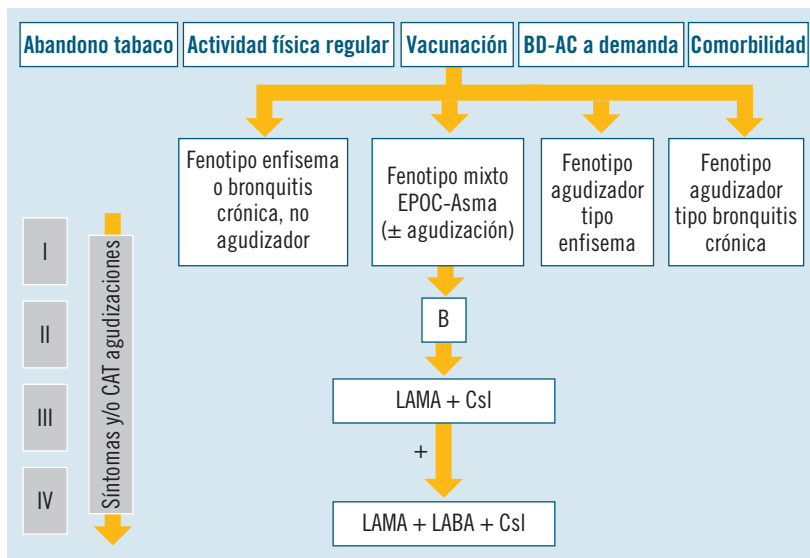 Abandono tabaco
Actividad física regular
Vacunación
BD-AC a demanda
Comorbilidad
Fenotipo enfisema
o bronquitis
crónica, no
agudizador
Fenotipo mixto
EPOC-Asma
(± agudización)
Fenotipo
agudizador
tipo
enfisema
Fenotipo
agudizador
tipo bronquitis
crónica
I
II
III
IV
Síntomas y/o CAT agudizaciones
B
LAMA + CsI
+
LAMA + LABA + CsI